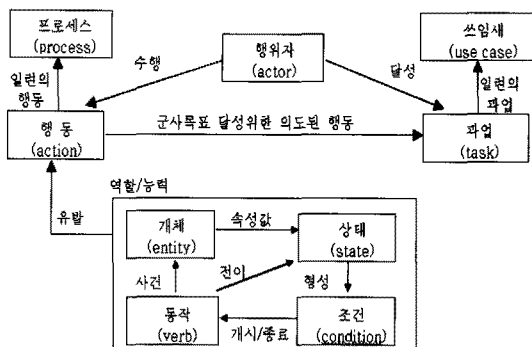 프로세스
(process)
행위자
(actor)
쓰임새
(use case)
일련의
행동
수행
달성
일련의
과업
행 동
(action)
군사목표 달성위한 의도된 행동
과업
(task)
역할/능력
유발
개체
(entity)
속성값
상태
(state)
사건
전이
형성
동작
(verb)
개시/종료
조건
(condition)